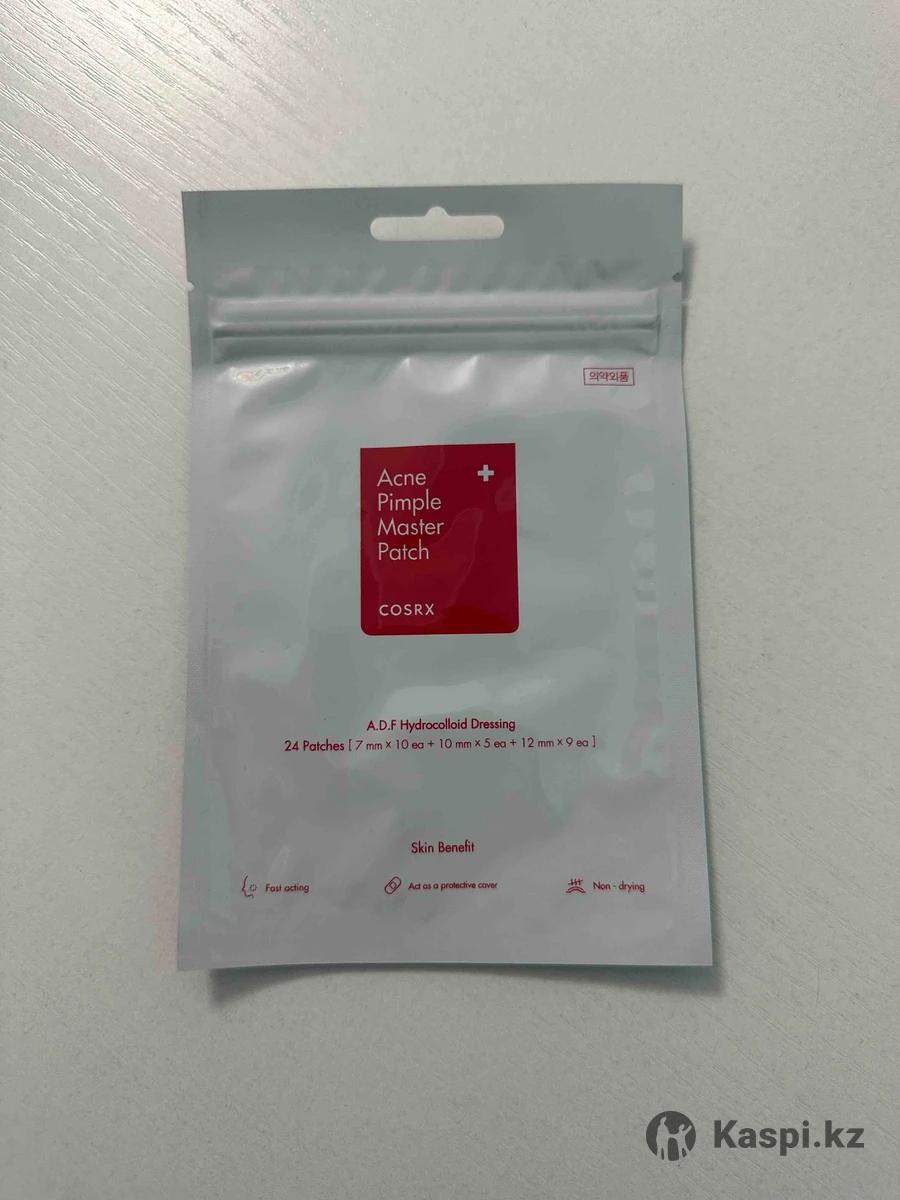 의약외품
Acne
Pimple
Master
Patch
COSRX
A.D.F Hydrocolloid Dressing
24 Patches [ 7 mm × 10 ea + 10 mm × 5 ea + 12 mm × 9 ea ]
Skin Benefit
Fast acting
Act as a protective cover
Non - drying
Kaspi.kz